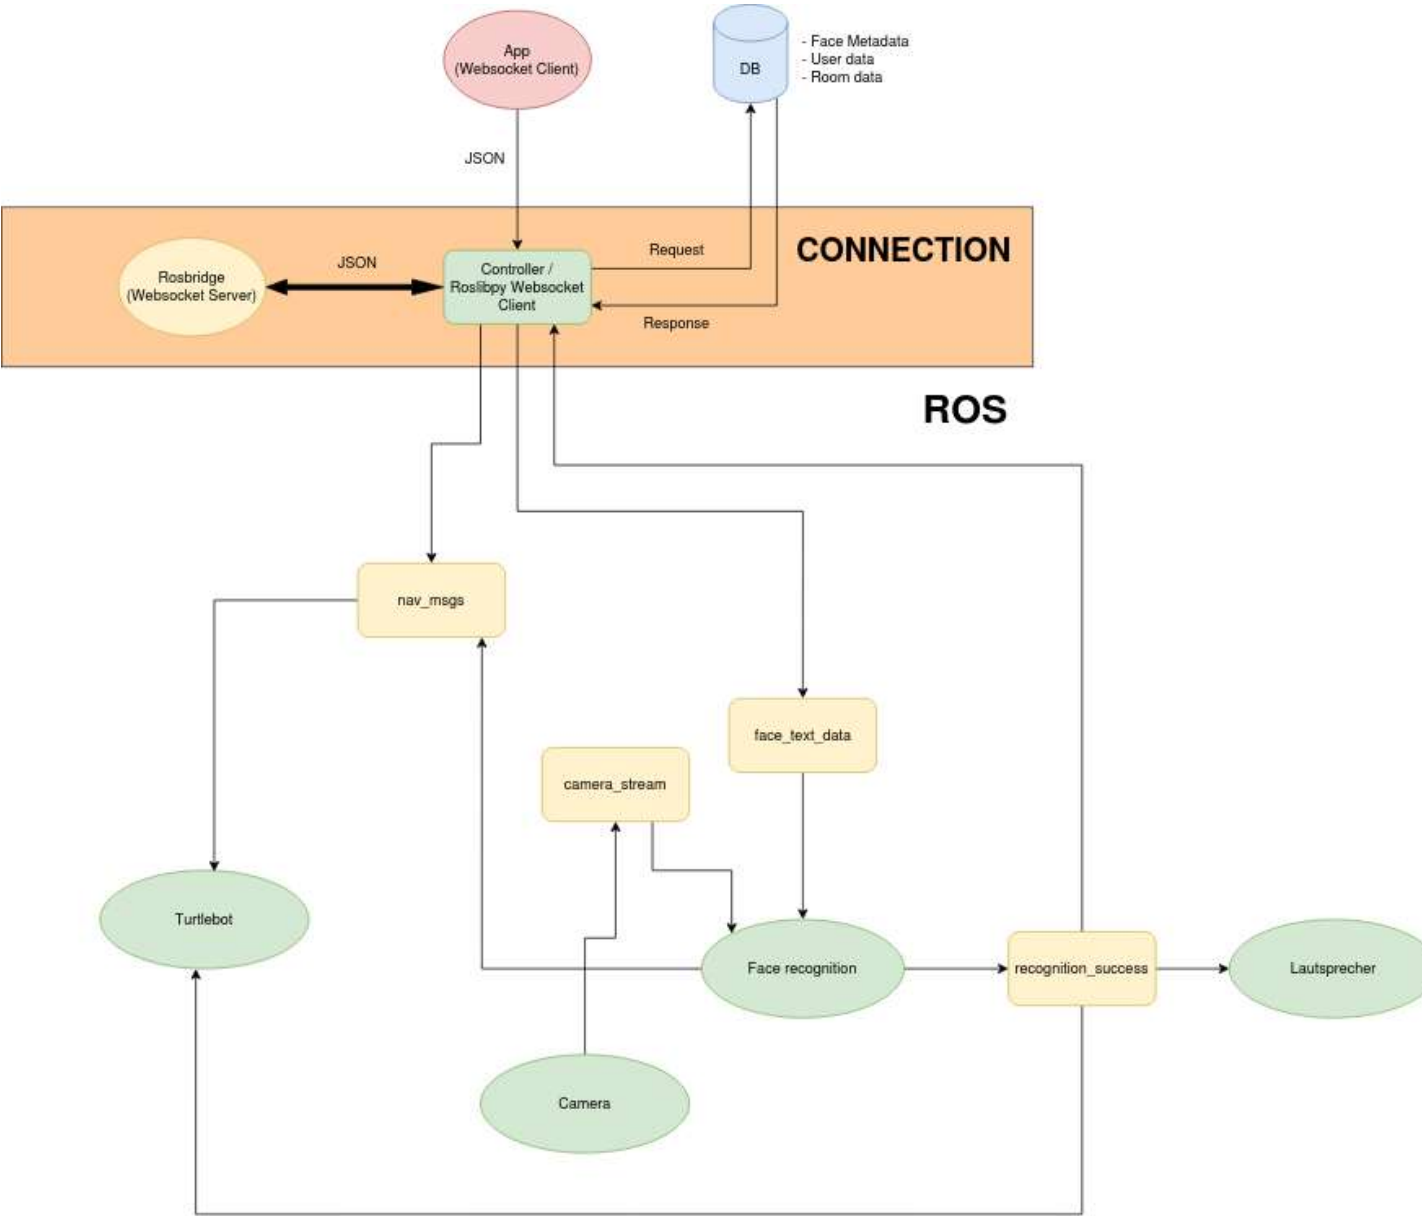 App
(Websocket Client)
DB
- Face Metadata
- User data
- Room data
JSON
CONNECTION
Rosbridge
(Websocket Server)
JSON
Controller /
Roslibpy Websocket
Client
Request
Response
ROS
nav_msgs
face_text_data
camera_stream
Turtlebot
Face recognition
recognition_success
Lautsprecher
Camera